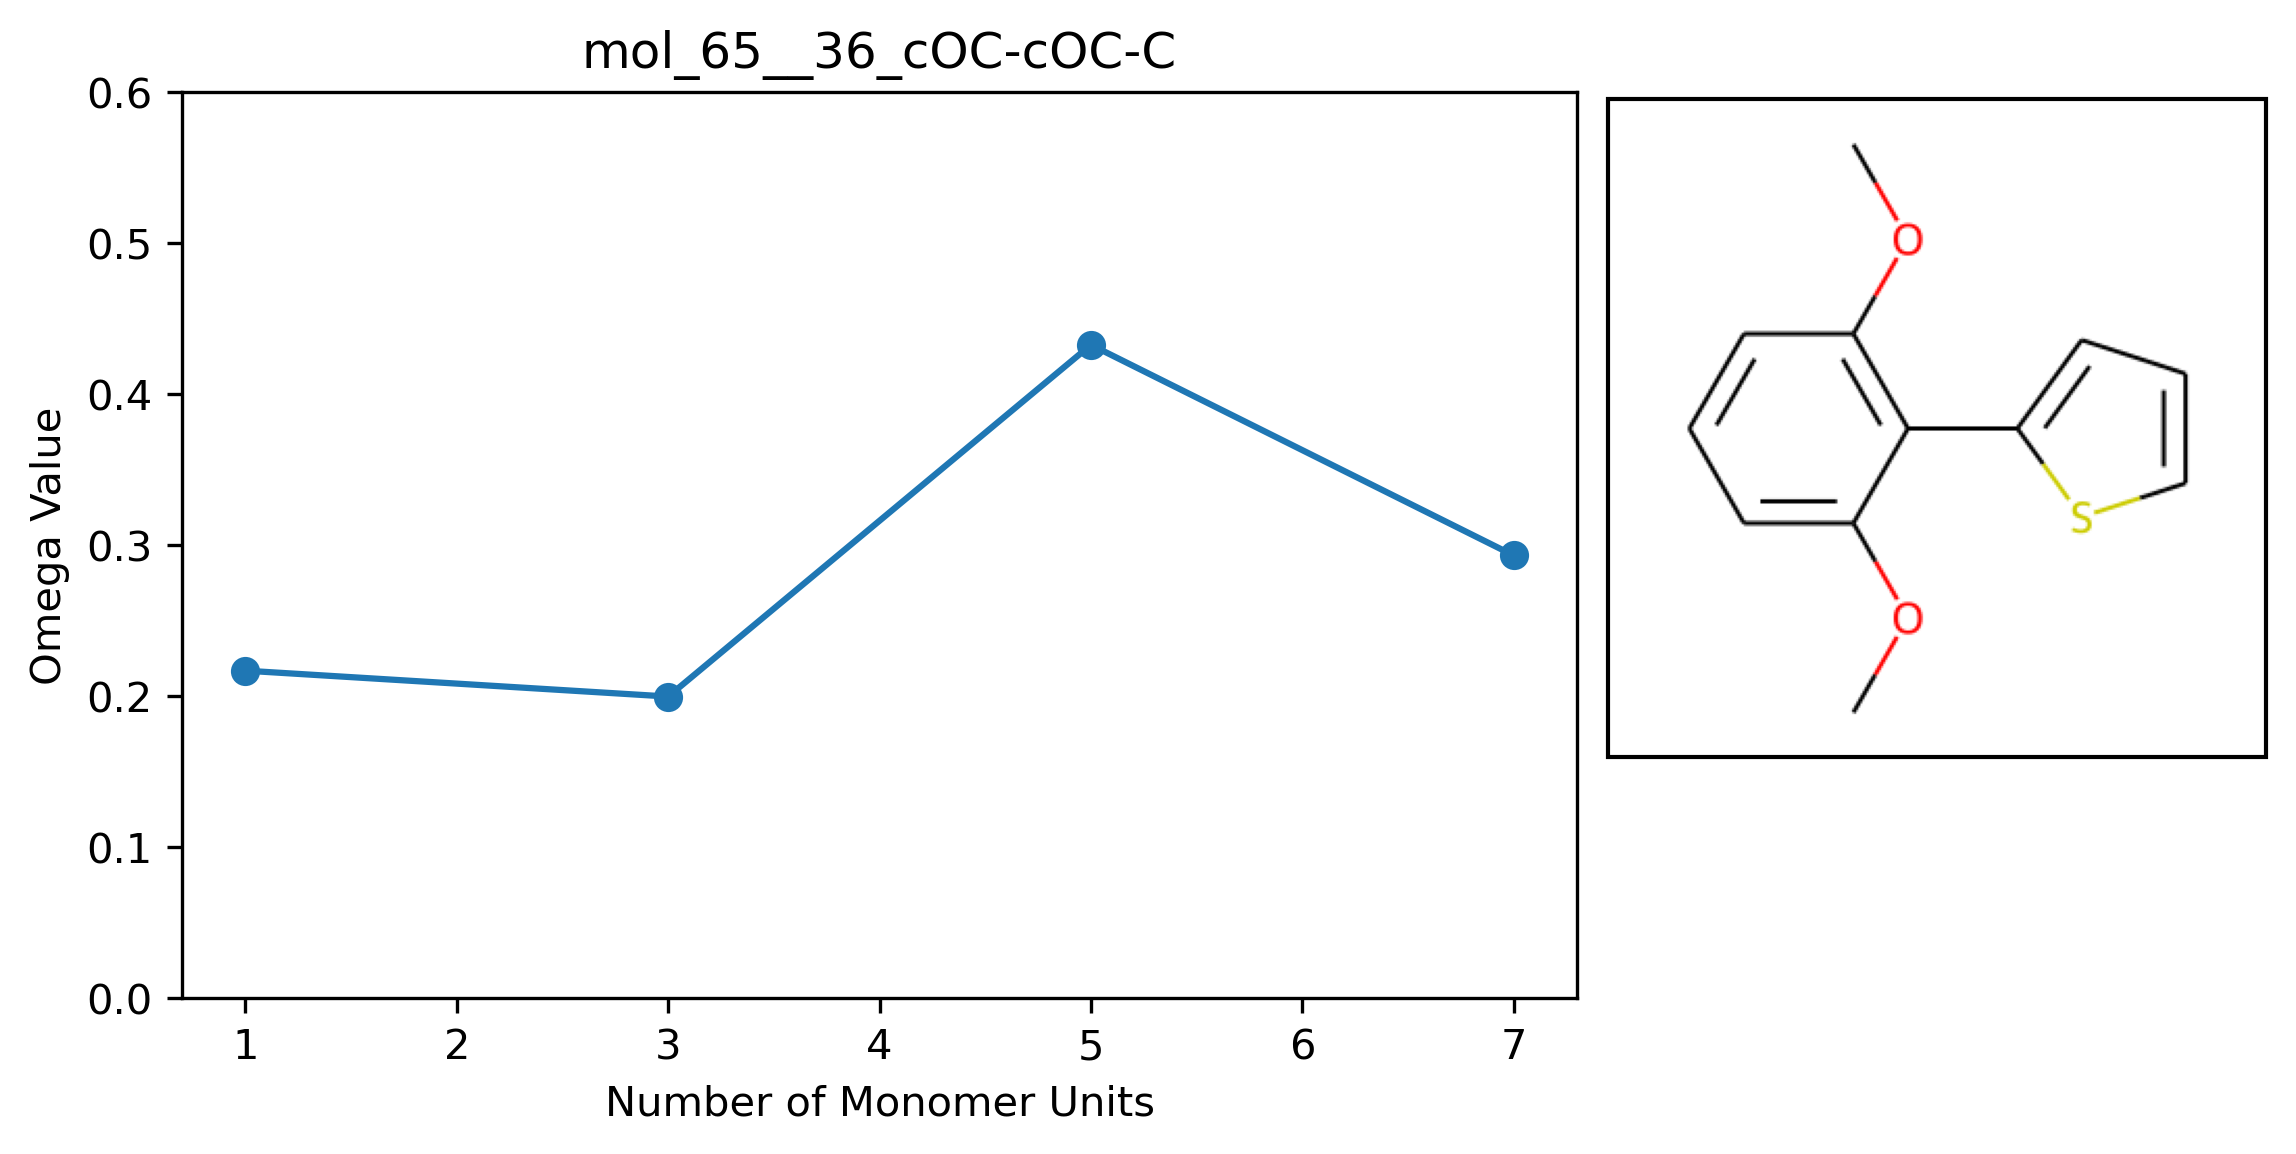 mol_65__36_cOC-cOC-C
0.6
0.5
0.4
0.3
0.2
0.1
0.0
Omega Value
1 2 3 4 5 6 7
Number of Monomer Units
O
S
O